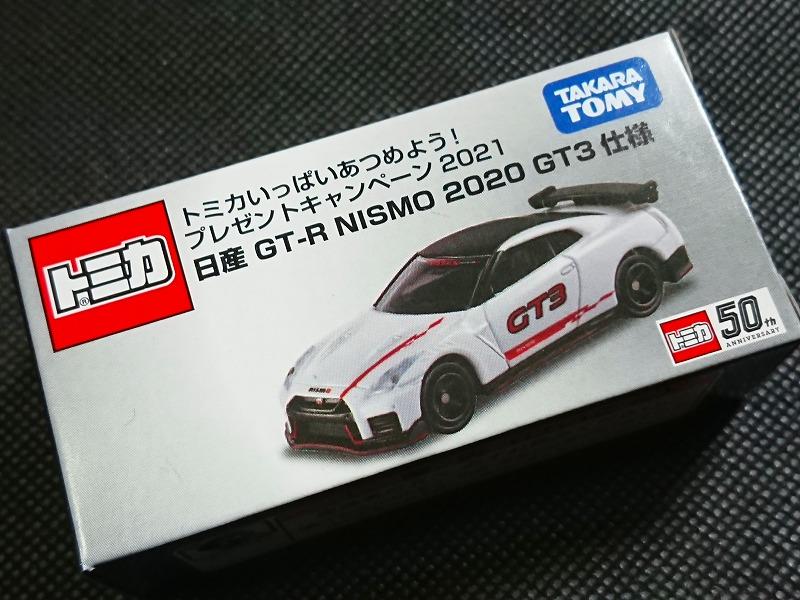 TAKARA
TOMY
トミカいっぱいあつめよう!
プレゼントキャンペーン 2021
日産 GT-R NISMO 2020 GT3 仕様
トミカ®
GT3
nismo
トミカ 50th
ANNIVERSARY